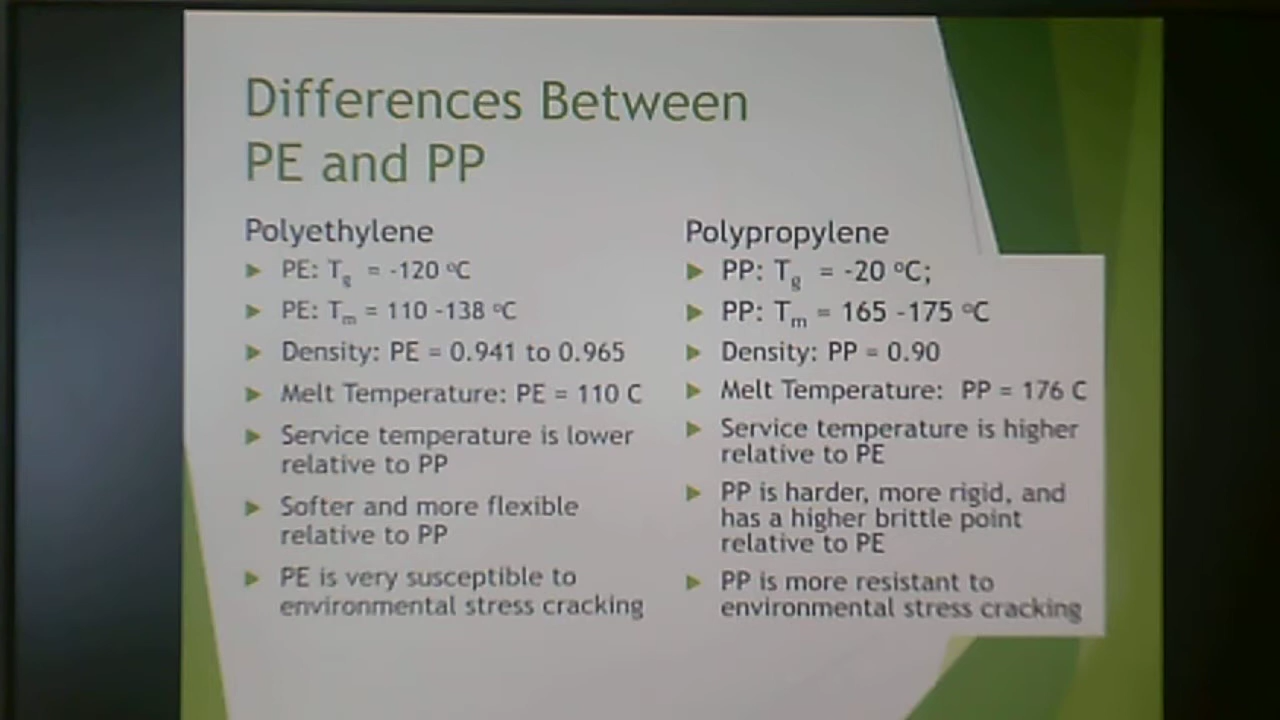 Differences Between
PE and PP
Polyethylene
PE: Tg = -120 °C
PE: Tm = 110 -138 °C
Density: PE = 0.941 to 0.965
Melt Temperature: PE = 110 C
Service temperature is lower
relative to PP
Softer and more flexible
relative to PP
PE is very susceptible to
environmental stress cracking
Polypropylene
PP: Tg = -20 °C;
PP: Tm = 165 -175 °C
Density: PP = 0.90
Melt Temperature: PP = 176 C
Service temperature is higher
relative to PE
PP is harder, more rigid, and
has a higher brittle point
relative to PE
PP is more resistant to
environmental stress cracking